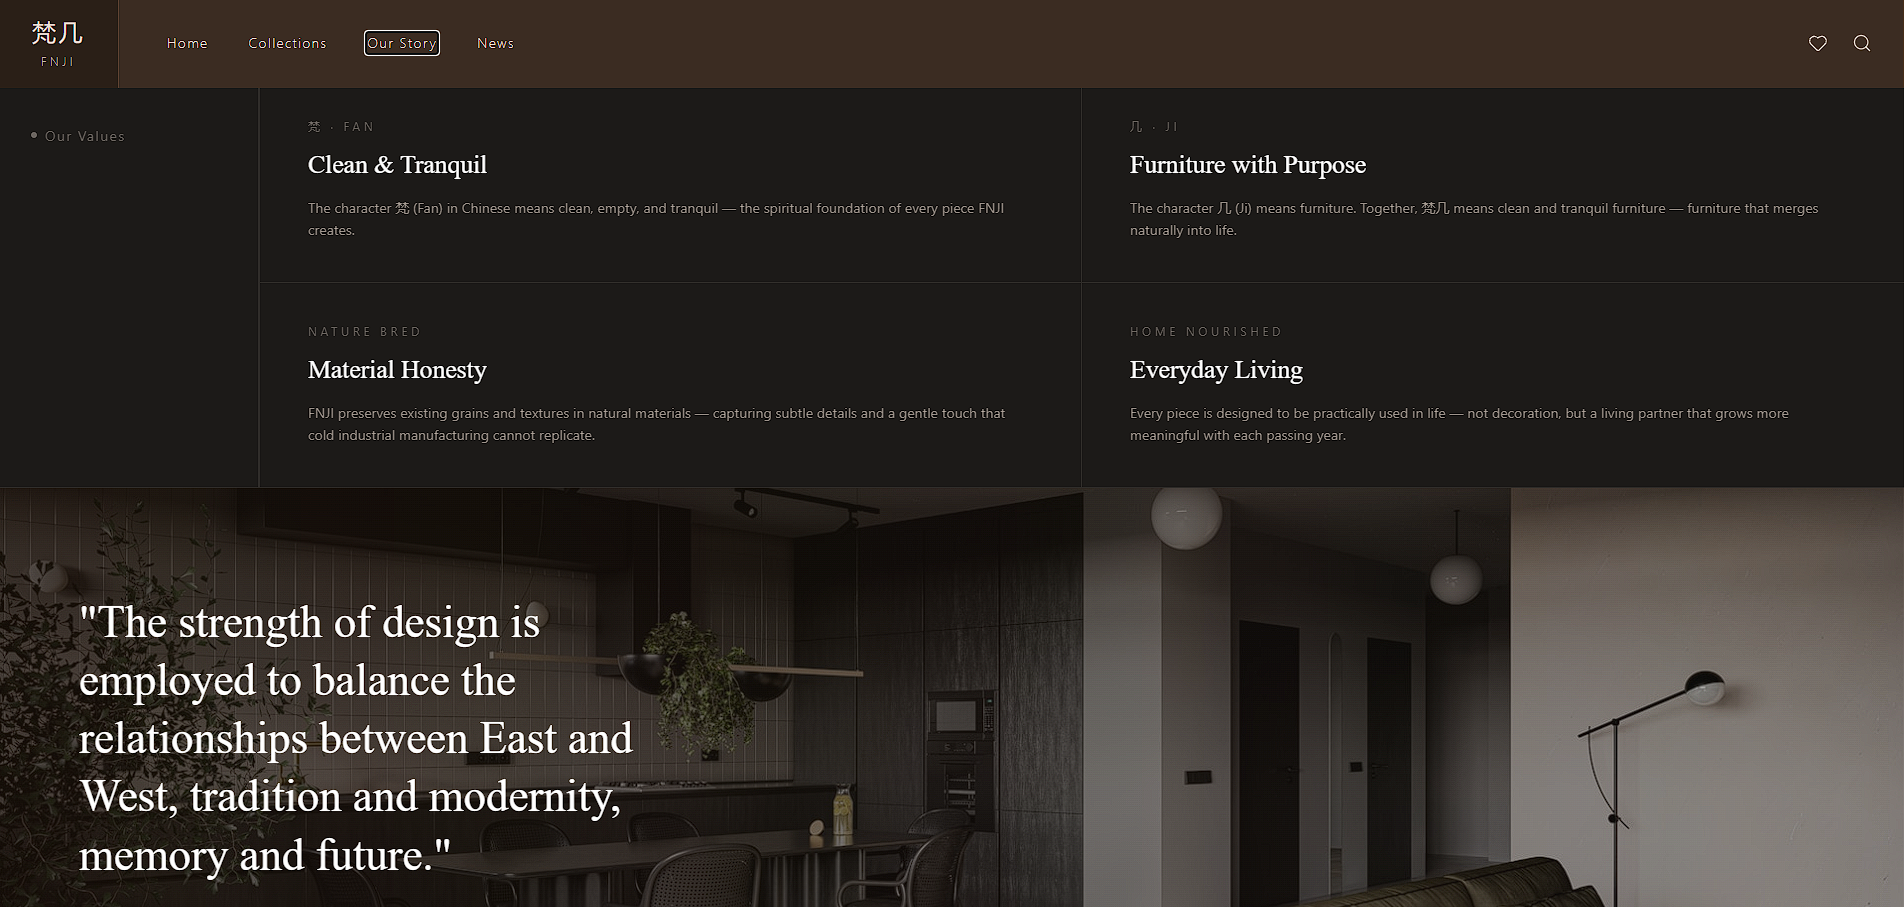 梵几
FNJI
Home
Collections
Our Story
News
Our Values
梵 · FAN
Clean & Tranquil
The character 梵 (Fan) in Chinese means clean, empty, and tranquil — the spiritual foundation of every piece FNJI
creates.
几 · JI
Furniture with Purpose
The character 几 (Ji) means furniture. Together, 梵几 means clean and tranquil furniture — furniture that merges
naturally into life.
NATURE BRED
Material Honesty
FNJI preserves existing grains and textures in natural materials — capturing subtle details and a gentle touch that
cold industrial manufacturing cannot replicate.
HOME NOURISHED
Everyday Living
Every piece is designed to be practically used in life — not decoration, but a living partner that grows more
meaningful with each passing year.
"The strength of design is
employed to balance the
relationships between East and
West, tradition and modernity,
memory and future."